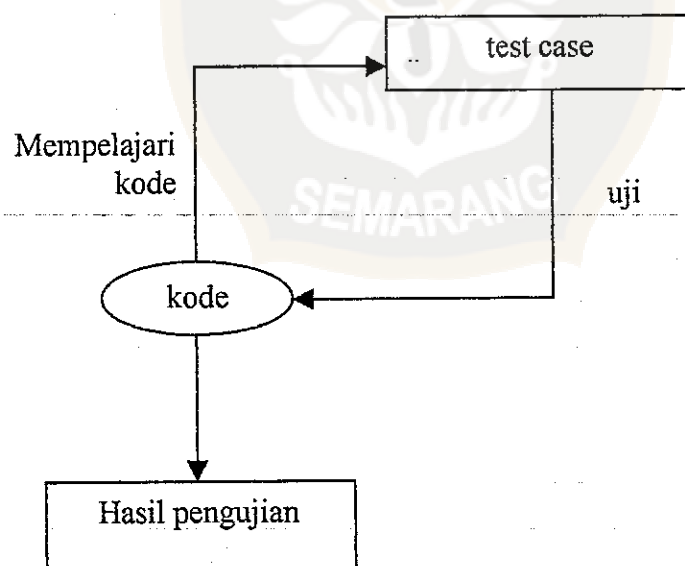 test case
Mempelajari
kode
SEMARANG
uji
kode
Hasil pengujian